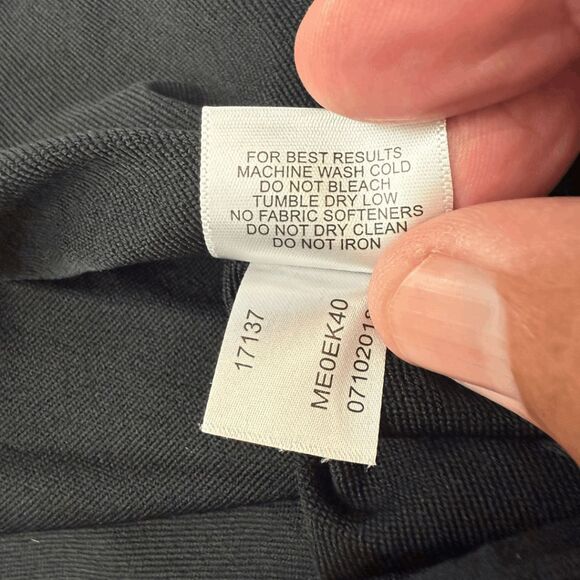 FOR BEST RESULTS
MACHINE WASH COLD
DO NOT BLEACH
TUMBLE DRY LOW
NO FABRIC SOFTENERS
DO NOT DRY CLEAN
DO NOT IRON
17137
ME0EK40